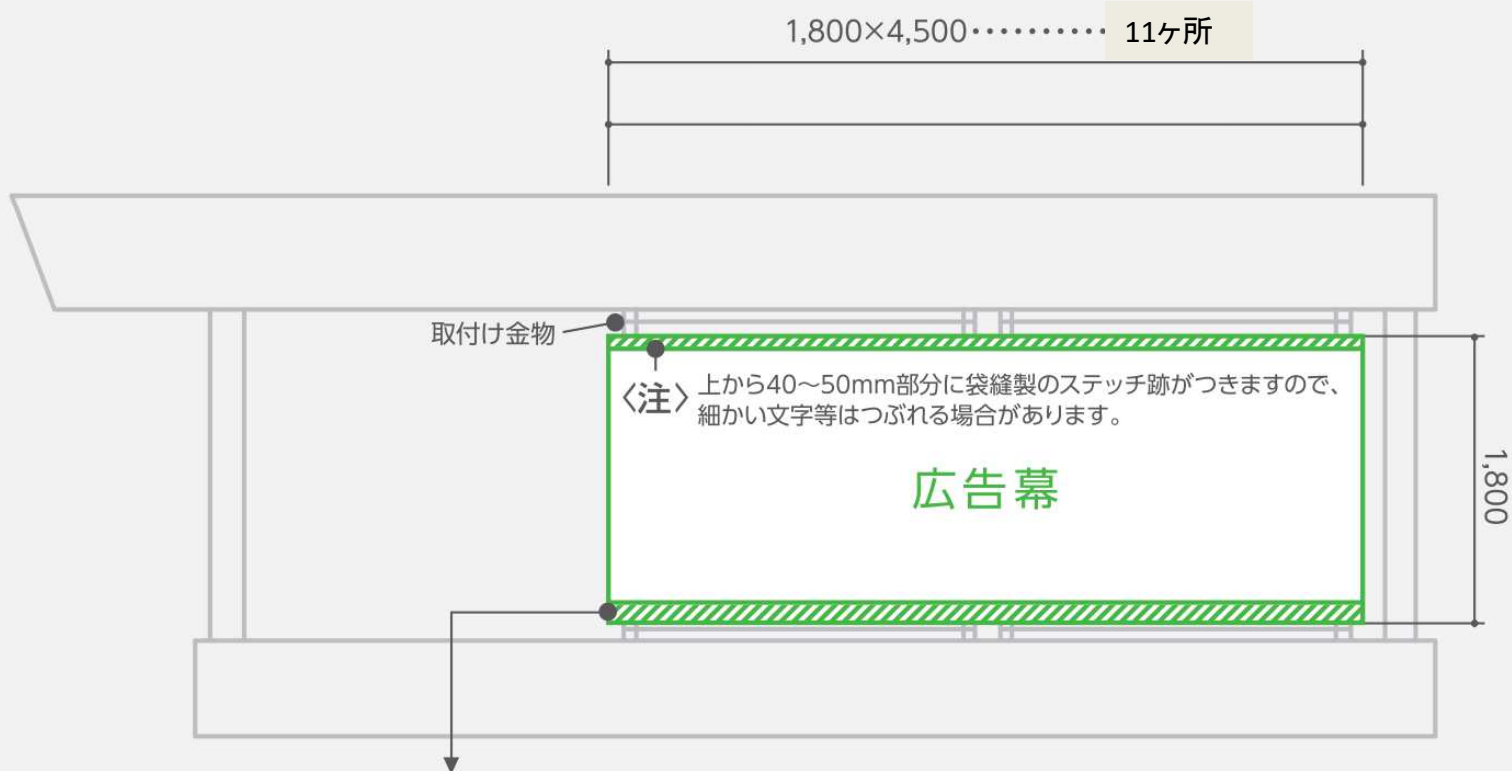 1,800×4,500・・・・・・・・・・ 11ヶ所
取付け金物
〈注〉 上から40〜50mm部分に袋縫製のステッチ跡がつきますので、
細かい文字等はつぶれる場合があります。
広告幕
1,800